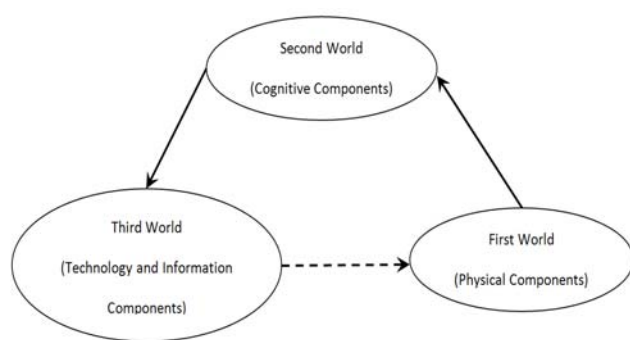 Second World
(Cognitive Components)
Third World
(Technology and Information
Components)
First World
(Physical Components)